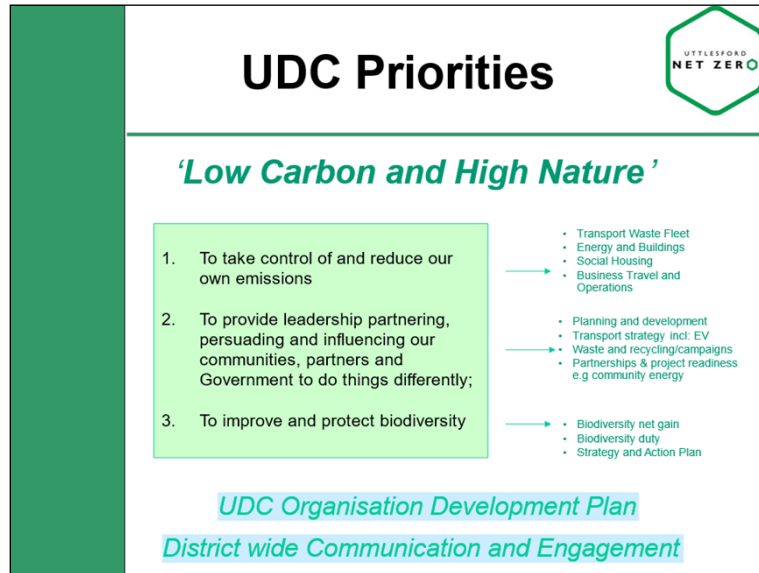 UDC Priorities
UTTLESFORD
NET ZERO
‘Low Carbon and High Nature’
1. To take control of and reduce our
own emissions
• Transport Waste Fleet
• Energy and Buildings
• Social Housing
• Business Travel and
Operations
2. To provide leadership partnering,
persuading and influencing our
communities, partners and
Government to do things differently;
• Planning and development
• Transport strategy incl: EV
• Waste and recycling/campaigns
• Partnerships & project readiness
e.g community energy
3. To improve and protect biodiversity
• Biodiversity net gain
• Biodiversity duty
• Strategy and Action Plan
UDC Organisation Development Plan
District wide Communication and Engagement